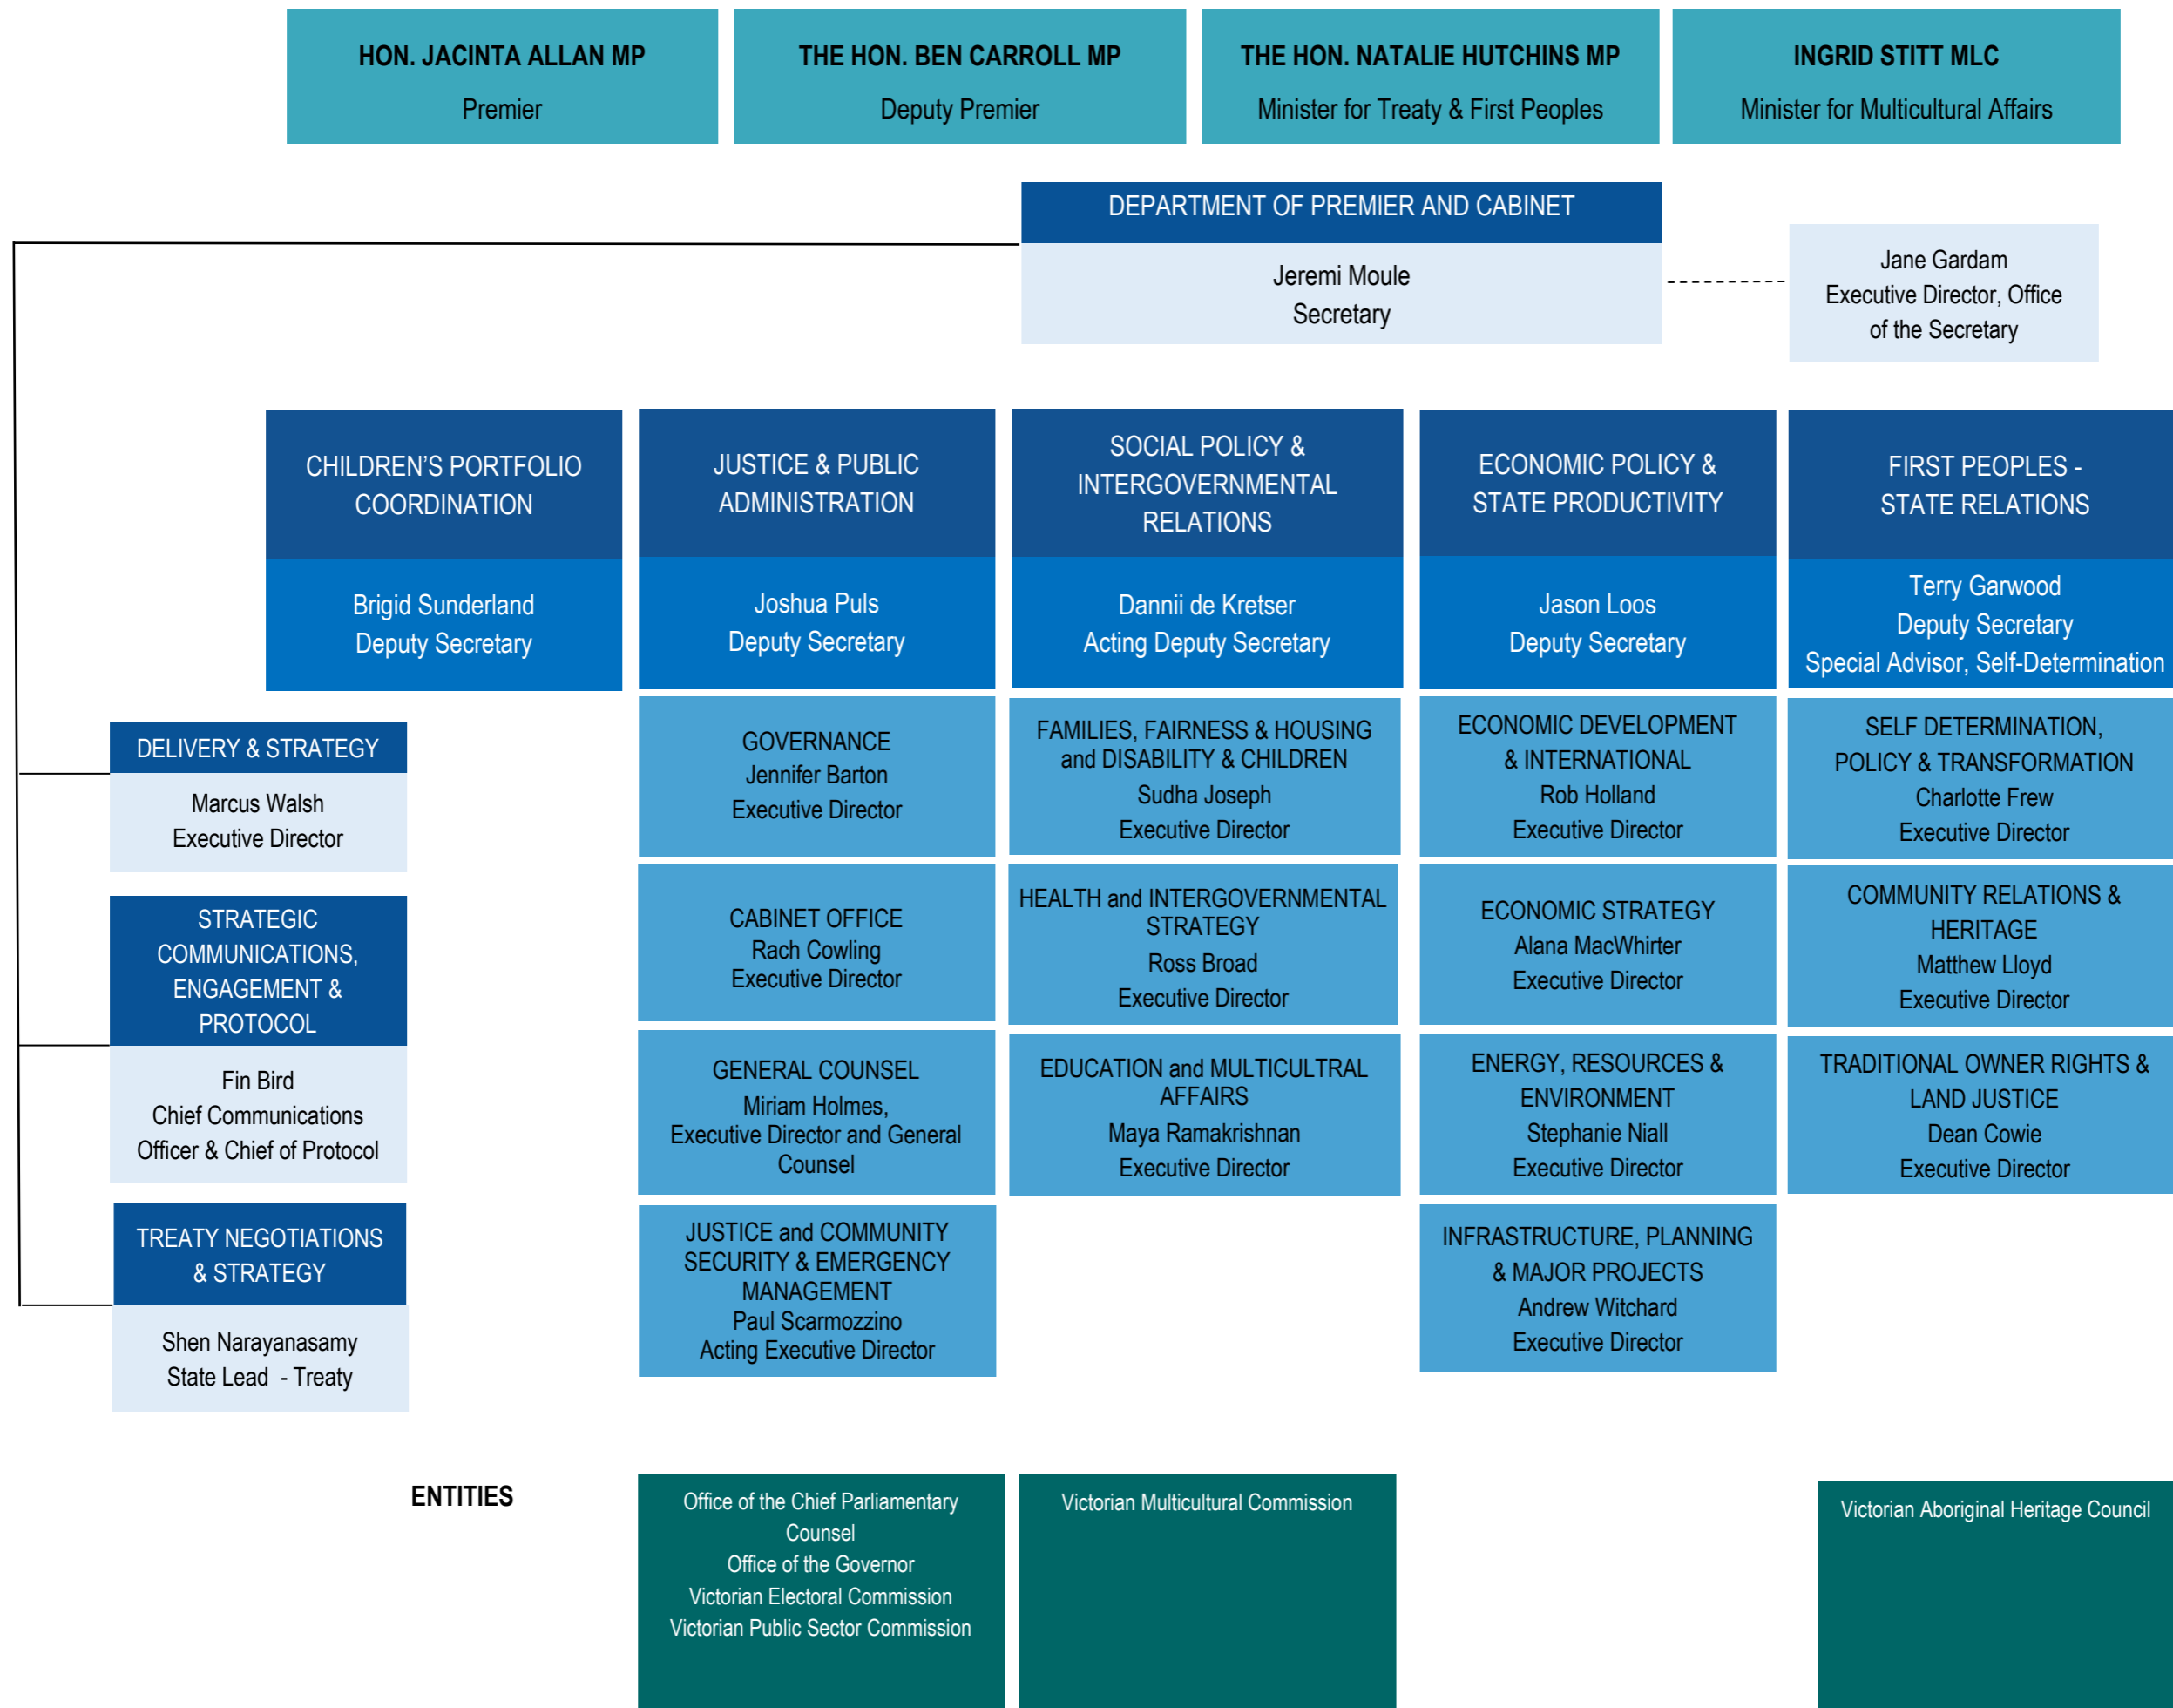 HON. JACINTA ALLAN MP
Premier
THE HON. BEN CARROLL MP
Deputy Premier
THE HON. NATALIE HUTCHINS MP
Minister for Treaty & First Peoples
INGRID STITT MLC
Minister for Multicultural Affairs
DEPARTMENT OF PREMIER AND CABINET
Jeremi Moule
Secretary
Jane Gardam
Executive Director, Office
of the Secretary
CHILDREN'S PORTFOLIO
COORDINATION
Brigid Sunderland
Deputy Secretary
JUSTICE & PUBLIC
ADMINISTRATION
Joshua Puls
Deputy Secretary
SOCIAL POLICY &
INTERGOVERNMENTAL
RELATIONS
Dannii de Kretser
Acting Deputy Secretary
ECONOMIC POLICY &
STATE PRODUCTIVITY
Jason Loos
Deputy Secretary
FIRST PEOPLES -
STATE RELATIONS
Terry Garwood
Deputy Secretary
Special Advisor, Self-Determination
DELIVERY & STRATEGY
Marcus Walsh
Executive Director
STRATEGIC
COMMUNICATIONS,
ENGAGEMENT &
PROTOCOL
Fin Bird
Chief Communications
Officer & Chief of Protocol
TREATY NEGOTIATIONS
& STRATEGY
Shen Narayanasamy
State Lead  - Treaty
GOVERNANCE
Jennifer Barton
Executive Director
CABINET OFFICE
Rach Cowling
Executive Director
GENERAL COUNSEL
Miriam Holmes,
Executive Director and General
Counsel
JUSTICE and COMMUNITY
SECURITY & EMERGENCY
MANAGEMENT
Paul Scarmozzino
Acting Executive Director
FAMILIES, FAIRNESS & HOUSING
and DISABILITY & CHILDREN
Sudha Joseph
Executive Director
HEALTH and INTERGOVERNMENTAL
STRATEGY
Ross Broad
Executive Director
EDUCATION and MULTICULTRAL
AFFAIRS
Maya Ramakrishnan
Executive Director
ECONOMIC DEVELOPMENT
& INTERNATIONAL
Rob Holland
Executive Director
ECONOMIC STRATEGY
Alana MacWhirter
Executive Director
ENERGY, RESOURCES &
ENVIRONMENT
Stephanie Niall
Executive Director
INFRASTRUCTURE, PLANNING
& MAJOR PROJECTS
Andrew Witchard
Executive Director
SELF DETERMINATION,
POLICY & TRANSFORMATION
Charlotte Frew
Executive Director
COMMUNITY RELATIONS &
HERITAGE
Matthew Lloyd
Executive Director
TRADITIONAL OWNER RIGHTS &
LAND JUSTICE
Dean Cowie
Executive Director
ENTITIES
Office of the Chief Parliamentary
Counsel
Office of the Governor
Victorian Electoral Commission
Victorian Public Sector Commission
Victorian Multicultural Commission
Victorian Aboriginal Heritage Council